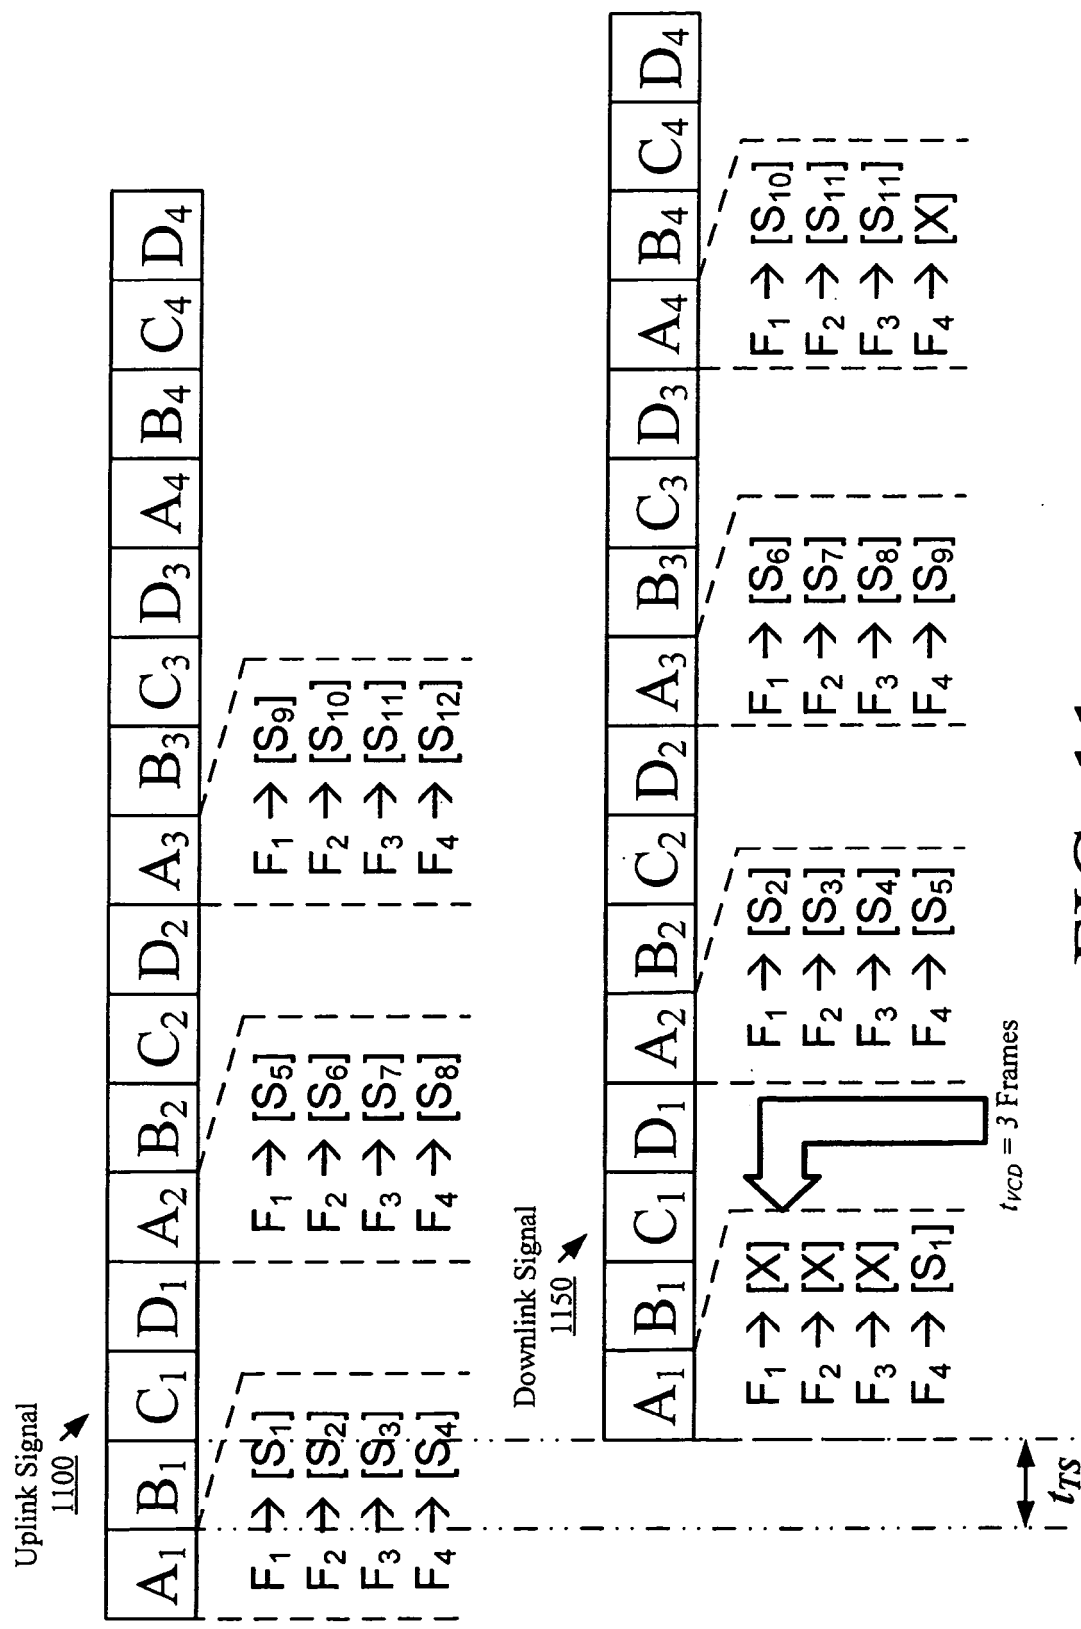 Uplink Signal
1100
A1 B1 C1 D1 A2 B2 C2 D2 A3 B3 C3 D3 A4 B4 C4 D4
F1 → [S1]
F2 → [S2]
F3 → [S3]
F4 → [S4]
F1 → [S5]
F2 → [S6]
F3 → [S7]
F4 → [S8]
F1 → [S9]
F2 → [S10]
F3 → [S11]
F4 → [S12]
Downlink Signal
1150
A1 B1 C1 D1 A2 B2 C2 D2 A3 B3 C3 D3 A4 B4 C4 D4
F1 → [X]
F2 → [X]
F3 → [X]
F4 → [S1]
F1 → [S2]
F2 → [S3]
F3 → [S4]
F4 → [S5]
F1 → [S6]
F2 → [S7]
F3 → [S8]
F4 → [S9]
F1 → [S10]
F2 → [S11]
F3 → [S11]
F4 → [X]
tVCD = 3 Frames
tTS